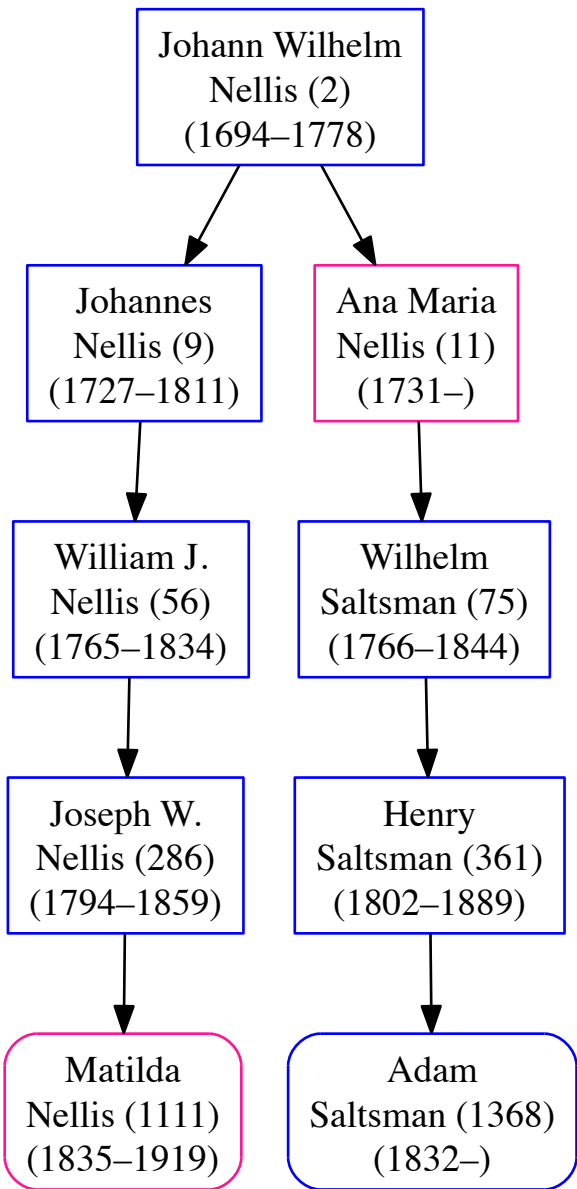 Johann Wilhelm
Nellis (2)
(1694–1778)
Johannes
Nellis (9)
(1727–1811)
Ana Maria
Nellis (11)
(1731–)
William J.
Nellis (56)
(1765–1834)
Wilhelm
Saltsman (75)
(1766–1844)
Joseph W.
Nellis (286)
(1794–1859)
Henry
Saltsman (361)
(1802–1889)
Matilda
Nellis (1111)
(1835–1919)
Adam
Saltsman (1368)
(1832–)